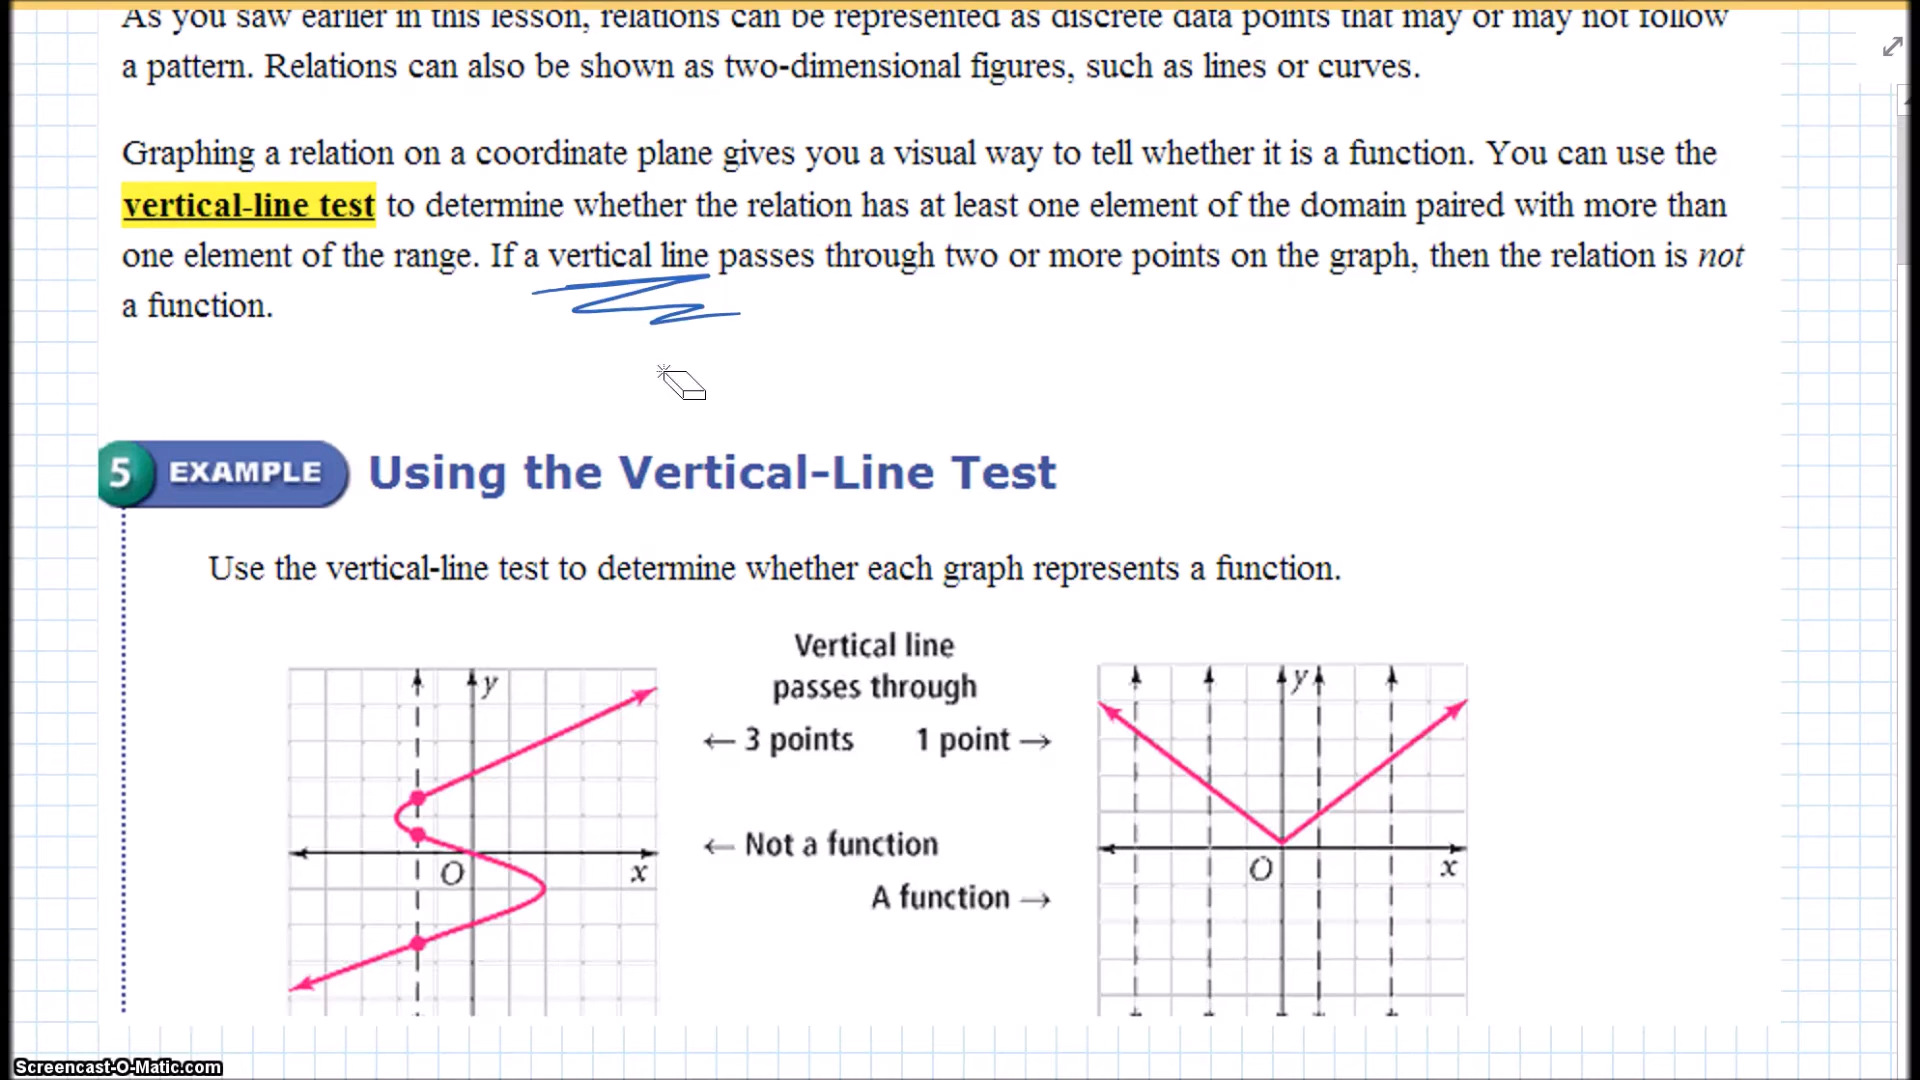 As you saw earlier in this lesson, relations can be represented as discrete data points that may or may not follow
a pattern. Relations can also be shown as two-dimensional figures, such as lines or curves.
Graphing a relation on a coordinate plane gives you a visual way to tell whether it is a function. You can use the
vertical-line test to determine whether the relation has at least one element of the domain paired with more than
one element of the range. If a vertical line passes through two or more points on the graph, then the relation is not
a function.
5 EXAMPLE Using the Vertical-Line Test
Use the vertical-line test to determine whether each graph represents a function.
y
O
x
Vertical line
passes through
← 3 points 1 point →
← Not a function
A function →
y
O
x
Screencast-O-Matic.com